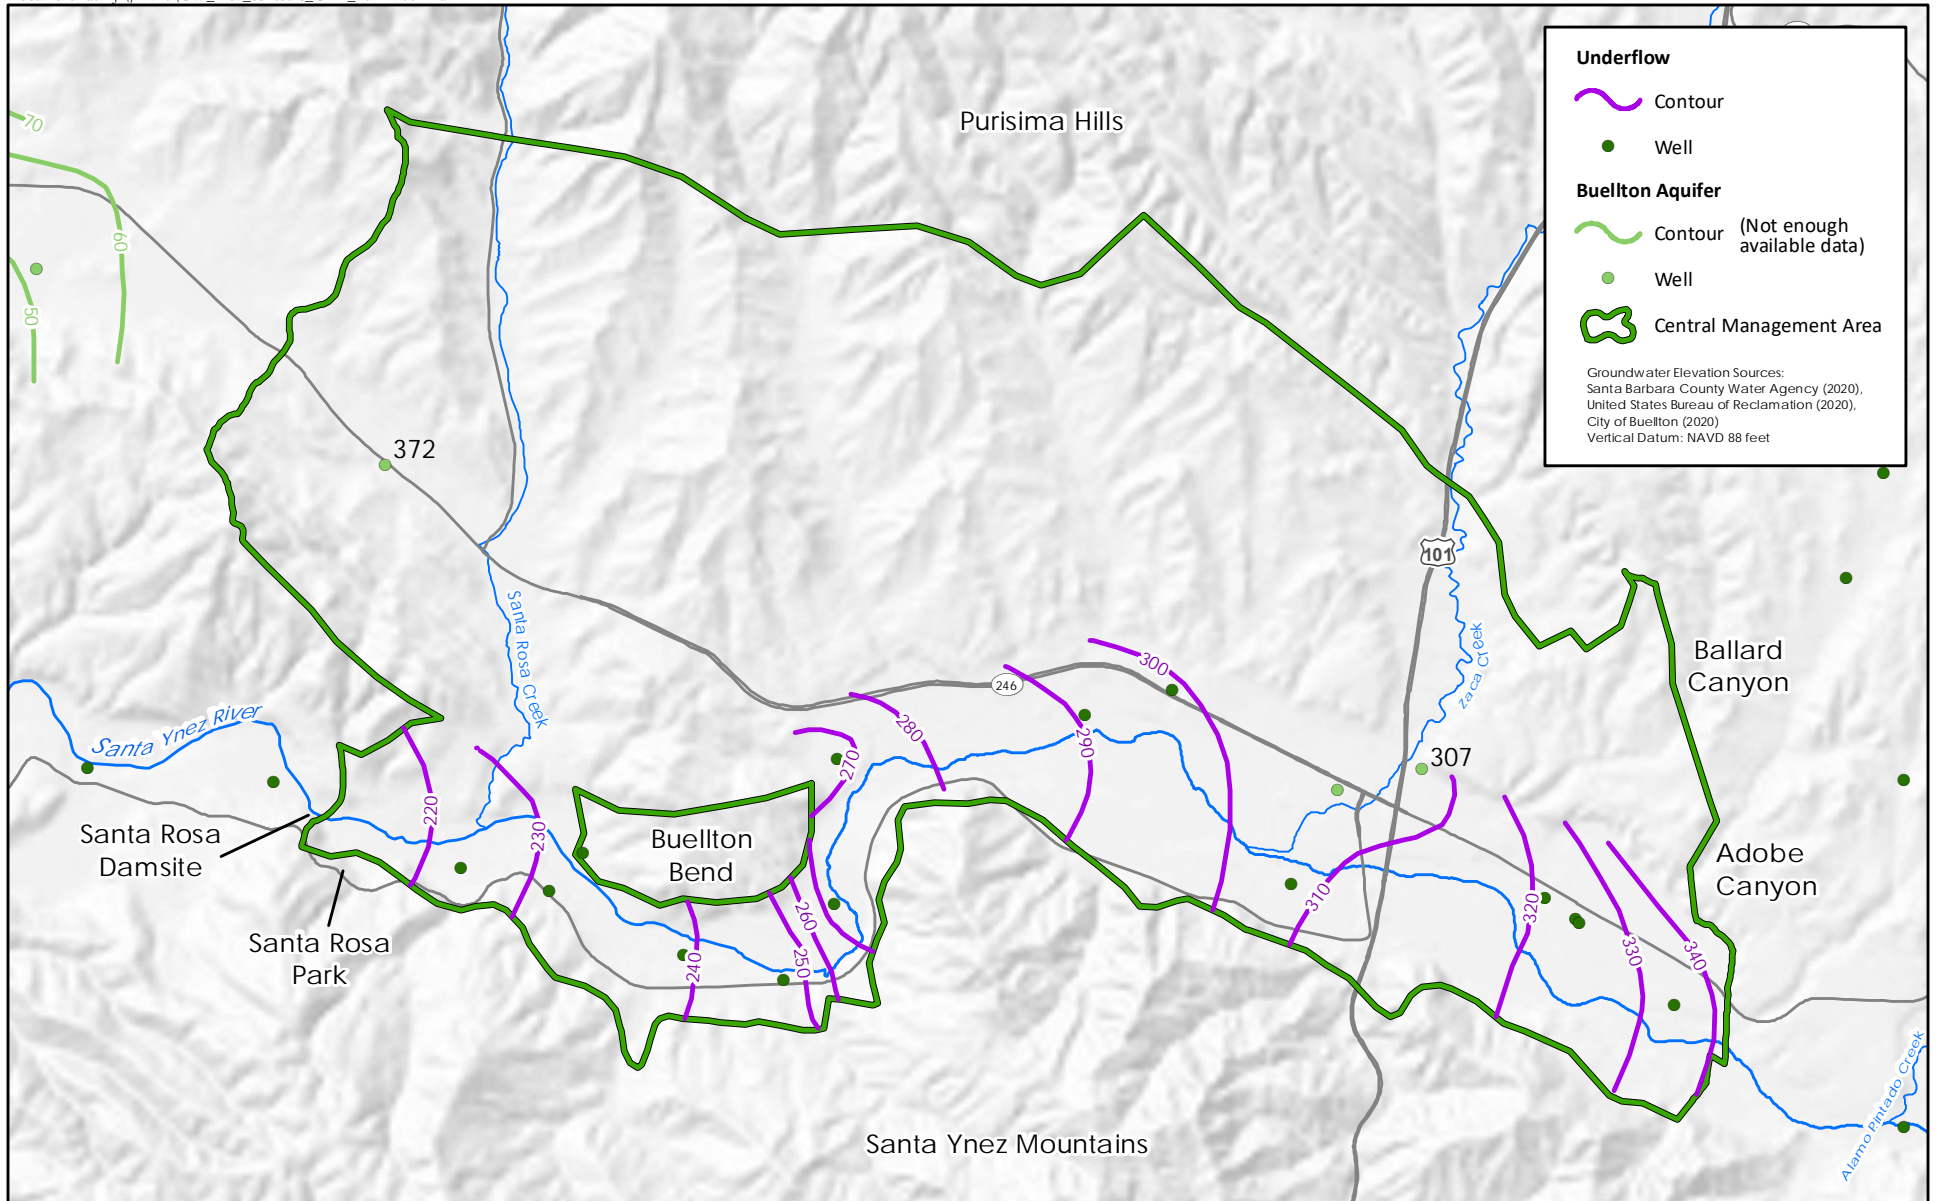 Purisima Hills
Underflow
Contour
Well
Buellton Aquifer
Contour
(Not enough
available data)
Well
Central Management Area
Groundwater Elevation Sources:
Santa Barbara County Water Agency (2020),
United States Bureau of Reclamation (2020),
City of Buellton (2020)
Vertical Datum: NAVD 88 feet
70
60
50
372
101
Santa Rosa Creek
Zaca Creek
Ballard
Canyon
300
246
Santa Ynez River
280
290
270
307
220
230
Santa Rosa
Damsite
Buellton
Bend
Adobe
Canyon
310
320
260
Santa Rosa
Park
240
250
330
340
Alamo Pintado Creek
Santa Ynez Mountains